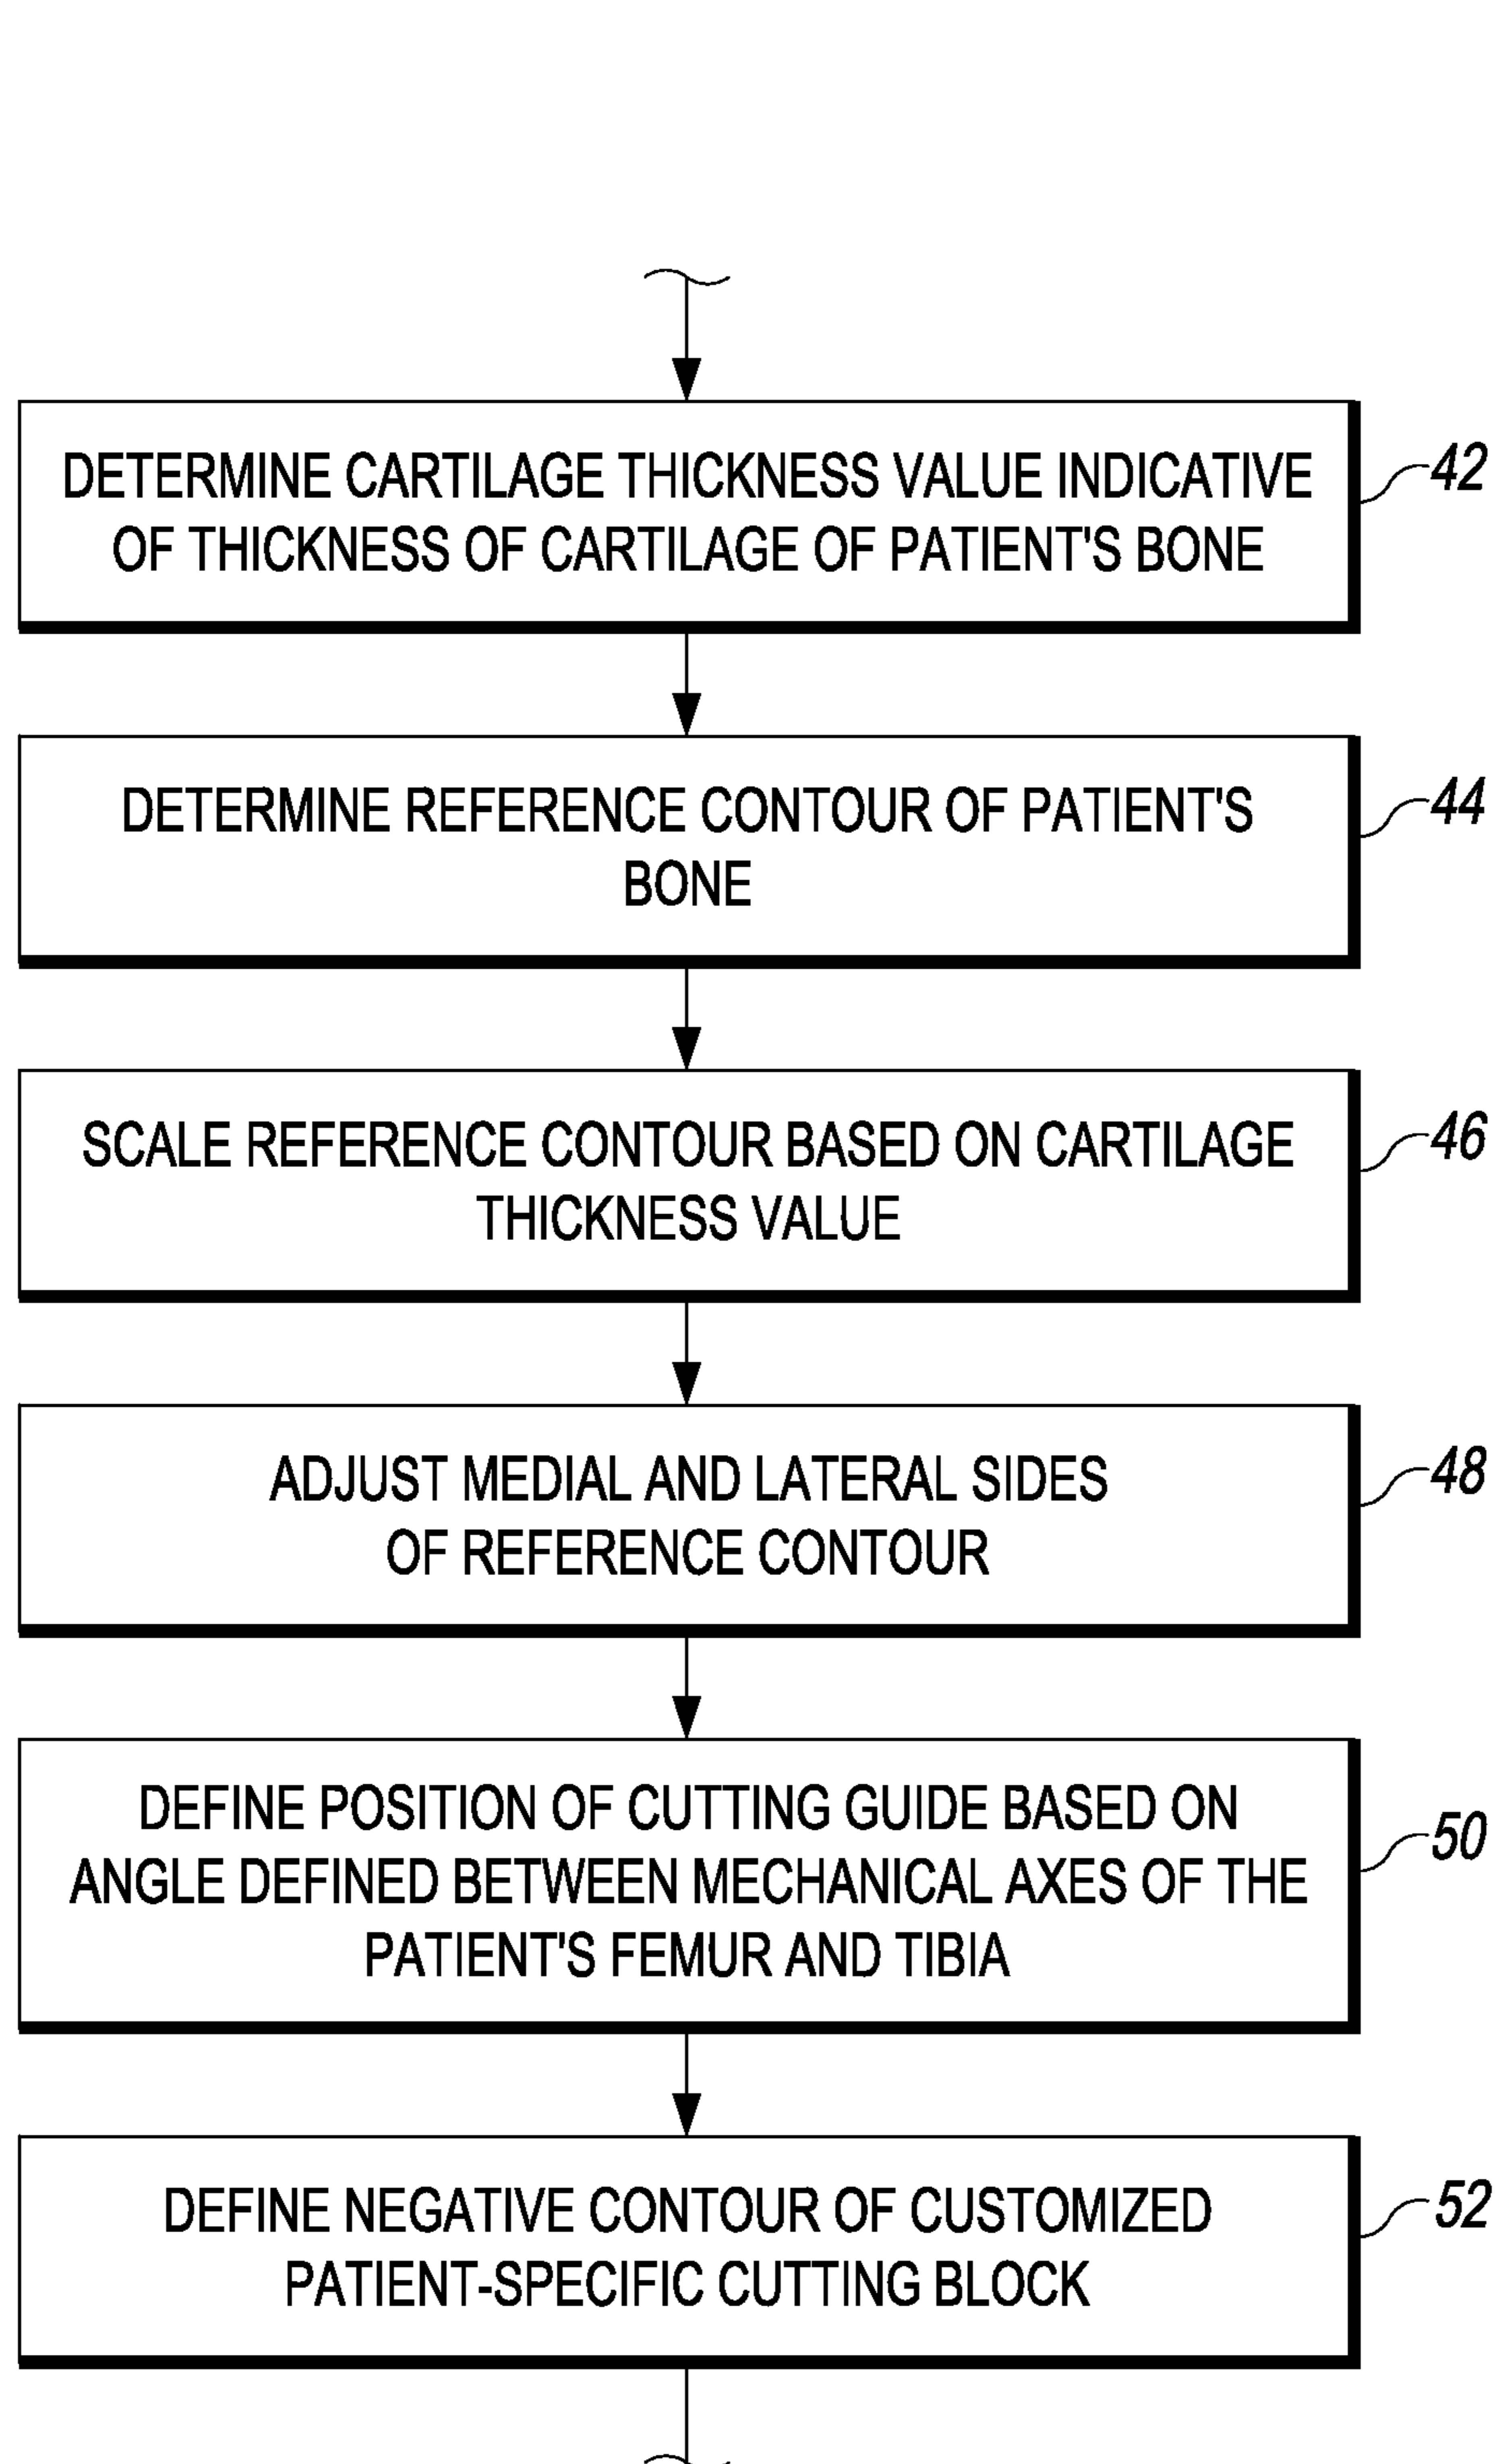 DETERMINE CARTILAGE THICKNESS VALUE INDICATIVE
OF THICKNESS OF CARTILAGE OF PATIENT'S BONE
42
DETERMINE REFERENCE CONTOUR OF PATIENT'S
BONE
44
SCALE REFERENCE CONTOUR BASED ON CARTILAGE
THICKNESS VALUE
46
ADJUST MEDIAL AND LATERAL SIDES
OF REFERENCE CONTOUR
48
DEFINE POSITION OF CUTTING GUIDE BASED ON
ANGLE DEFINED BETWEEN MECHANICAL AXES OF THE
PATIENT'S FEMUR AND TIBIA
50
DEFINE NEGATIVE CONTOUR OF CUSTOMIZED
PATIENT-SPECIFIC CUTTING BLOCK
52